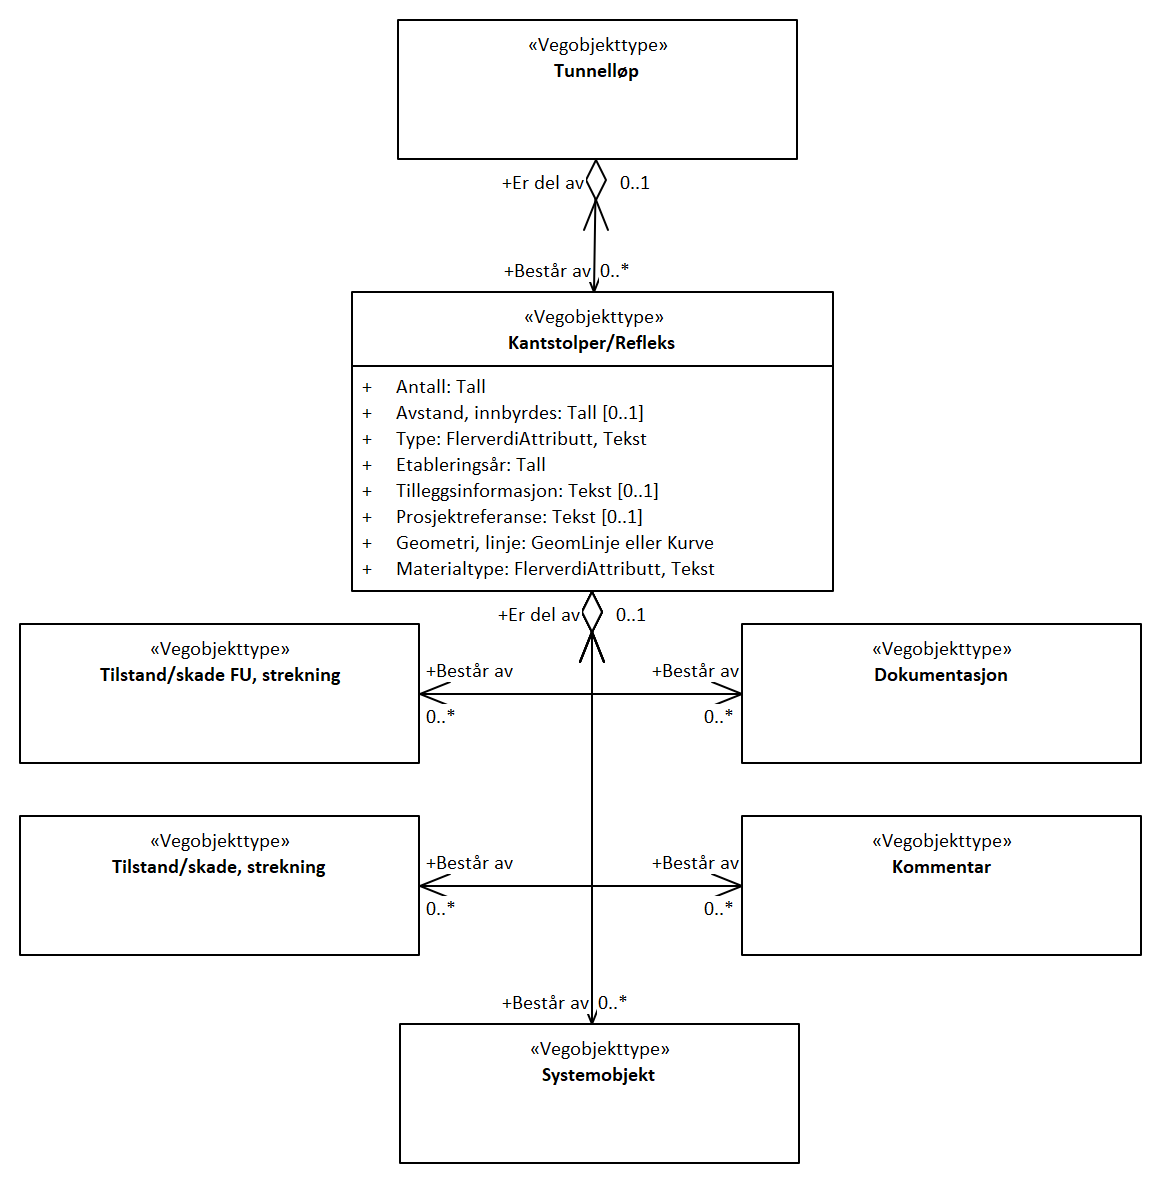 «Vegobjekttype»
Tunnelløp
+Er del av 0..1
+Består av 0..*
«Vegobjekttype»
Kantstolper/Refleks
+ Antall: Tall
+ Avstand, innbyrdes: Tall [0..1]
+ Type: FlerverdiAttributt, Tekst
+ Etableringsår: Tall
+ Tilleggsinformasjon: Tekst [0..1]
+ Prosjektreferanse: Tekst [0..1]
+ Geometri, linje: GeomLinje eller Kurve
+ Materialtype: FlerverdiAttributt, Tekst
+Er del av 0..1
«Vegobjekttype»
Tilstand/skade FU, strekning
+Består av
0..*
+Består av
0..*
«Vegobjekttype»
Dokumentasjon
«Vegobjekttype»
Tilstand/skade, strekning
+Består av
0..*
+Består av
0..*
«Vegobjekttype»
Kommentar
+Består av 0..*
«Vegobjekttype»
Systemobjekt